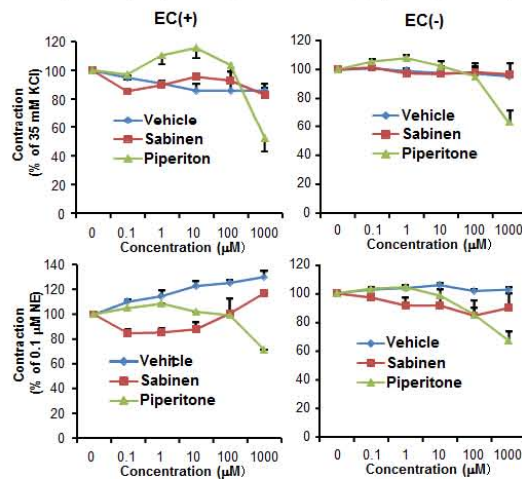 EC(+)
EC(-)
Contraction
(% of 35 mM KCl)
120
100
80
60
40
20
0
Vehicle
Sabinen
Piperiton
0 0.1 1 10 100 1000
Concentration (µM)
120
100
80
60
40
20
0
Vehicle
Sabinen
Piperitone
0 0.1 1 10 100 1000
Concentration (µM)
Contraction
(% of 0.1 µM NE)
140
120
100
80
60
40
20
0
Vehicle
Sabinen
Piperitone
0 0.1 1 10 100 1000
Concentration (µM)
120
100
80
60
40
20
0
Vehicle
Sabinen
Piperitone
0 0.1 1 10 100 1000
Concentration (µM)